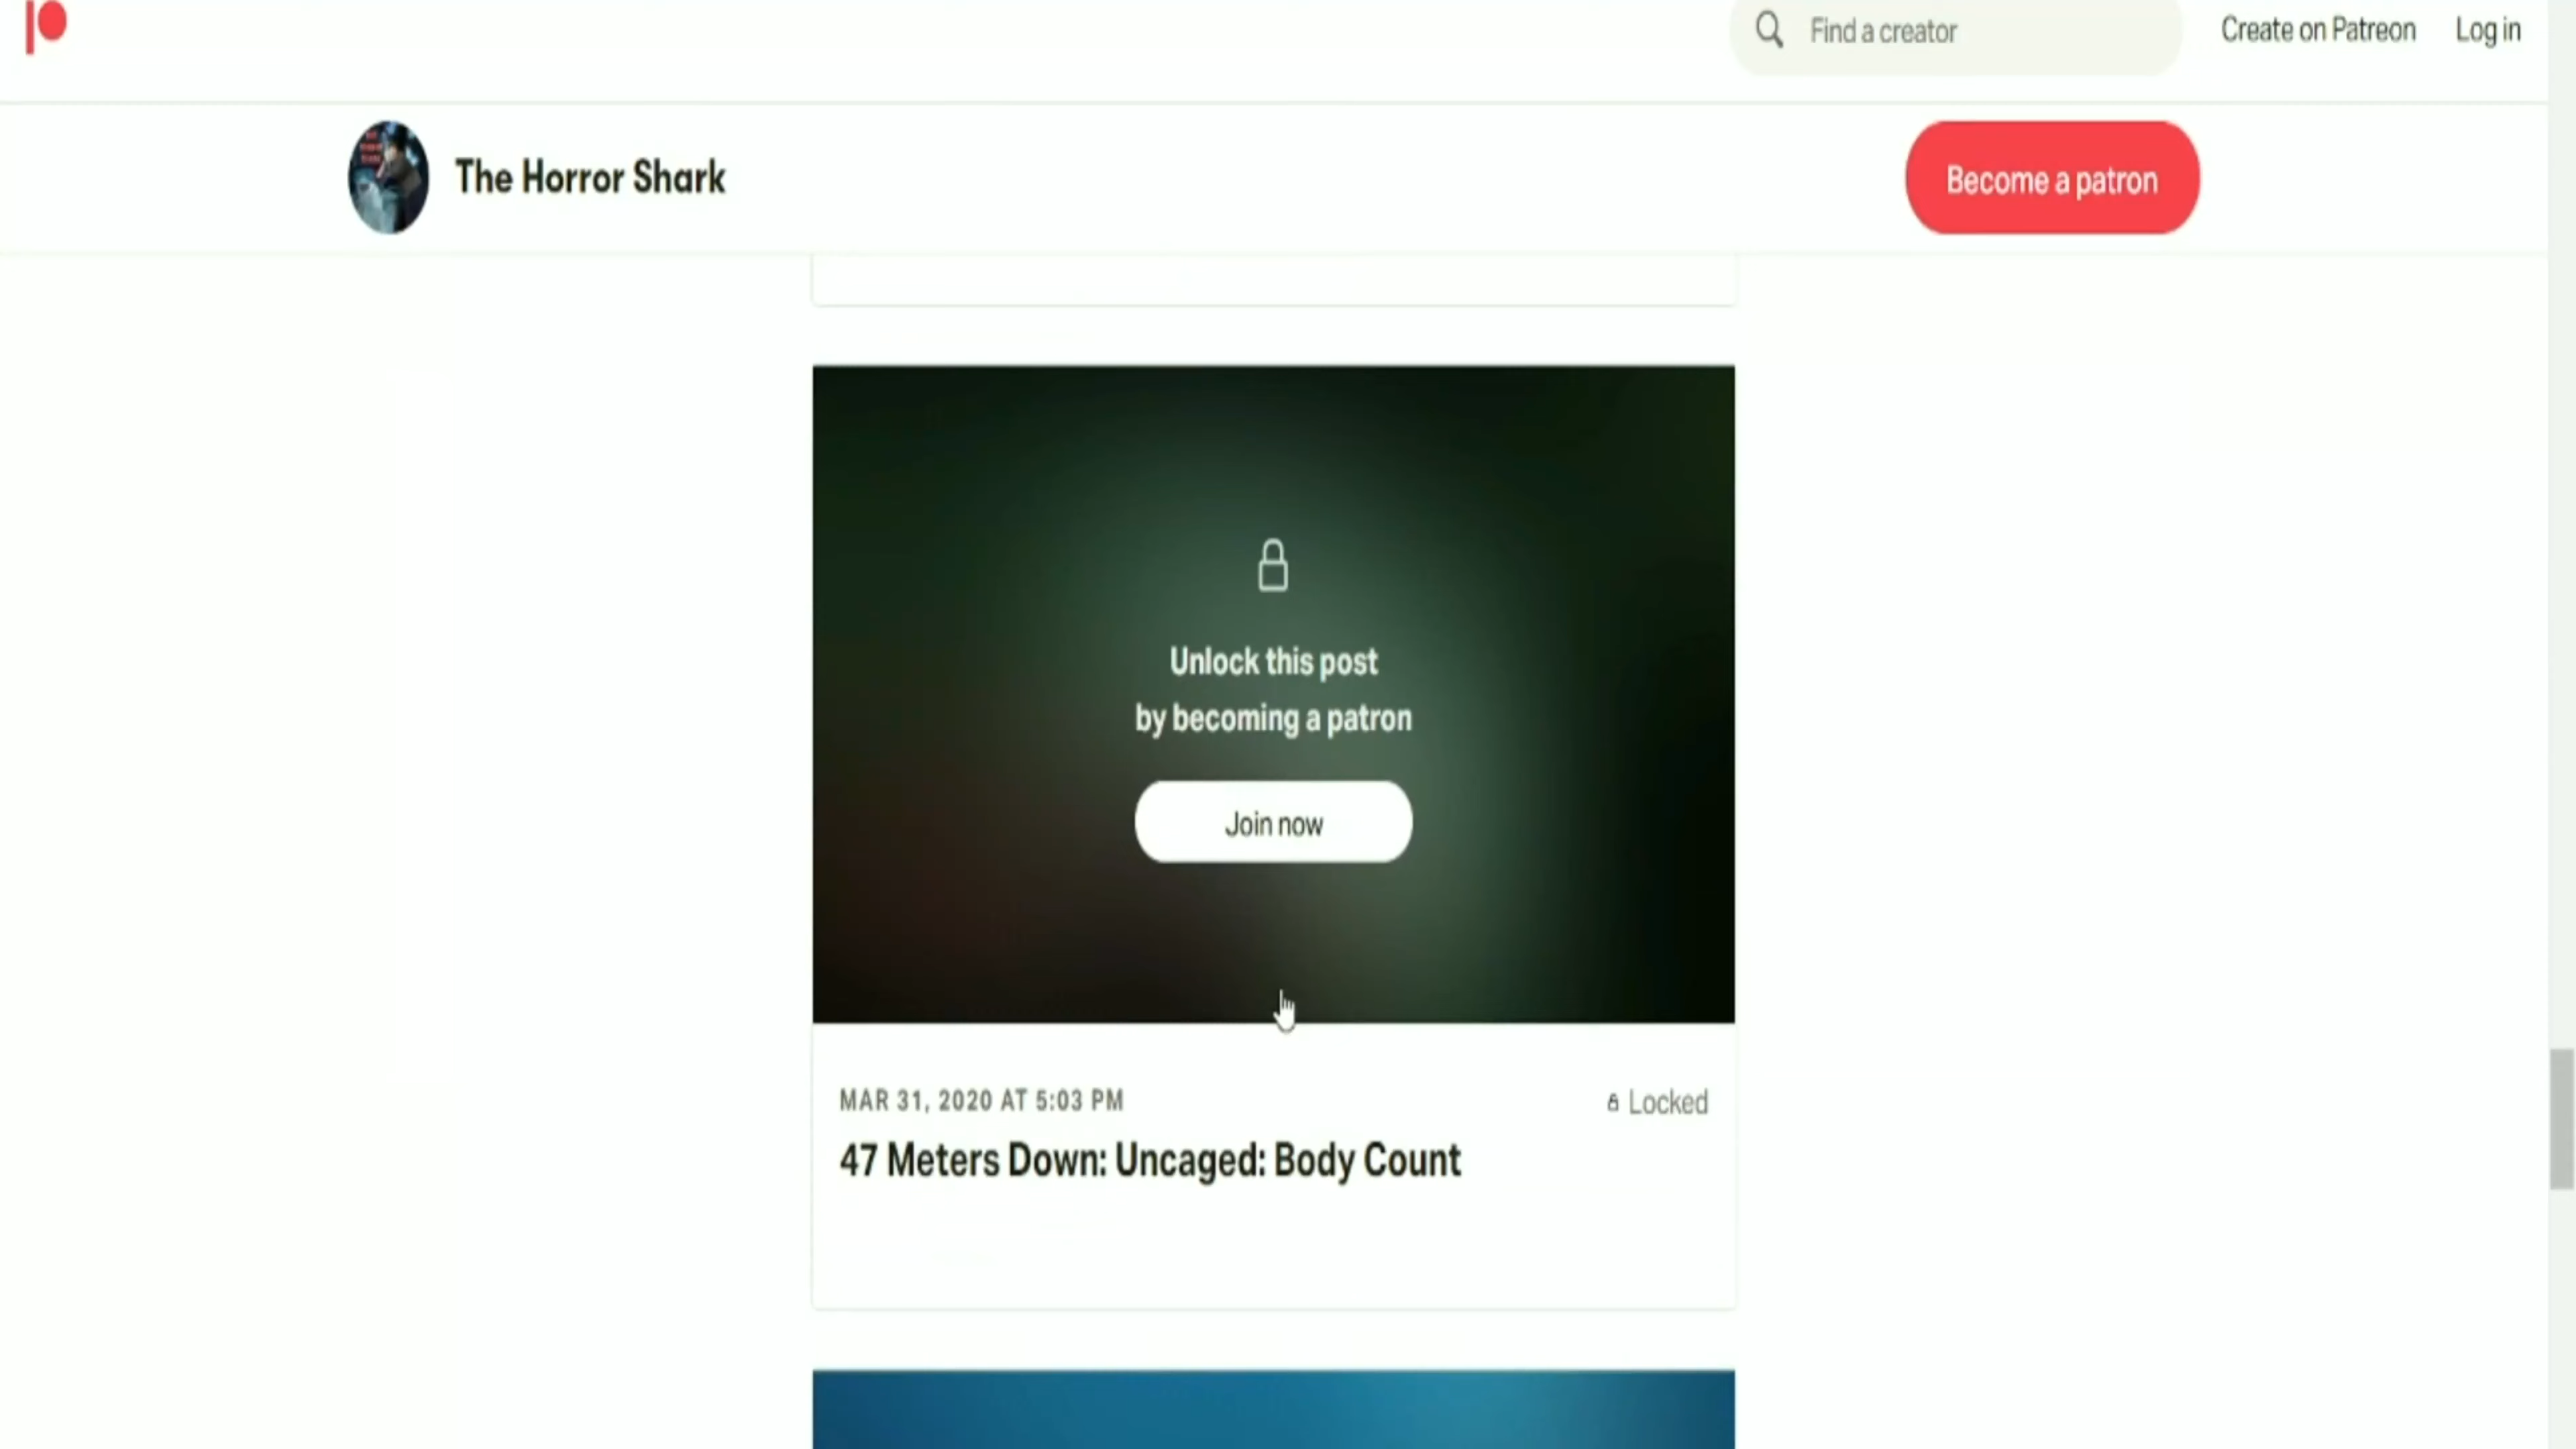 Find a creator
Create on Patreon
Log in
The Horror Shark
Become a patron
Unlock this post
by becoming a patron
Join now
MAR 31, 2020 AT 5:03 PM
Locked
47 Meters Down: Uncaged: Body Count